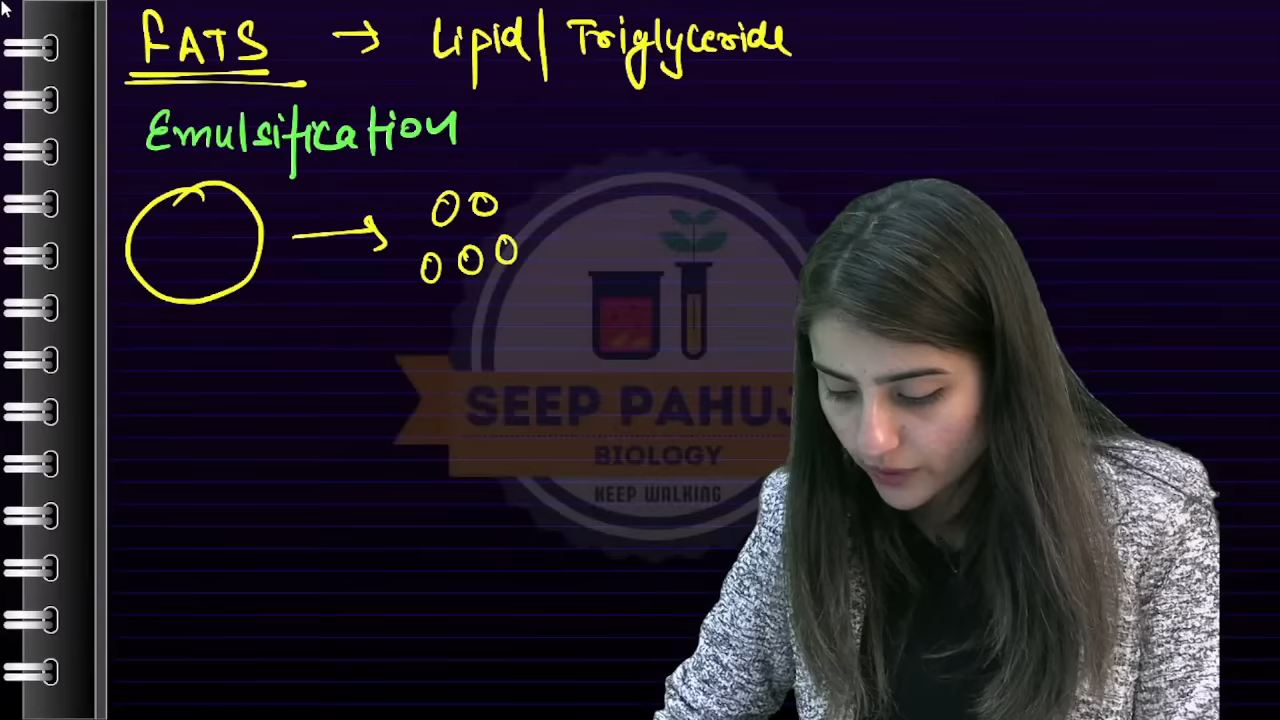 FATS → Lipid/Triglyceride
Emulsification
SEEP PAHUJ
BIOLOGY
KEEP WALKING